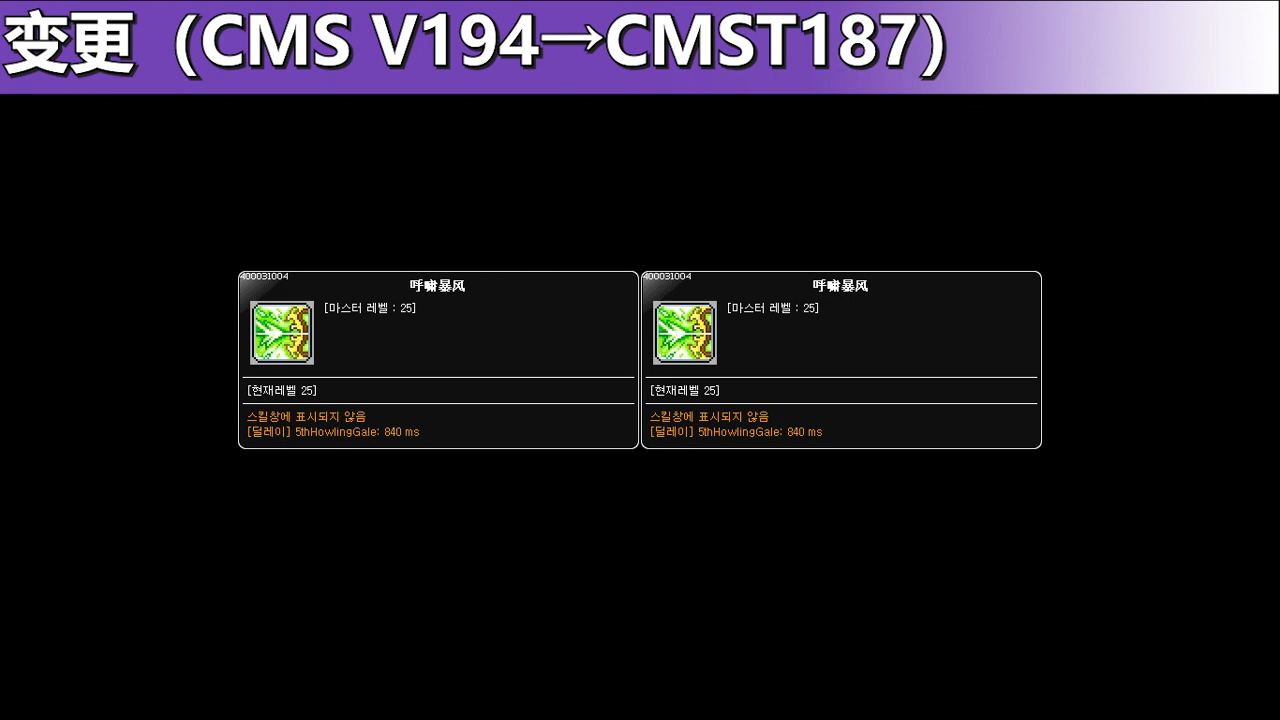 变更（CMS V194→CMST187）
400031004
呼啸暴风
[마스터 레벨 : 25]
[현재레벨 25]
스킬창에 표시되지 않음
[딜레이] 5thHowlingGale: 840 ms
400031004
呼啸暴风
[마스터 레벨 : 25]
[현재레벨 25]
스킬창에 표시되지 않음
[딜레이] 5thHowlingGale: 840 ms